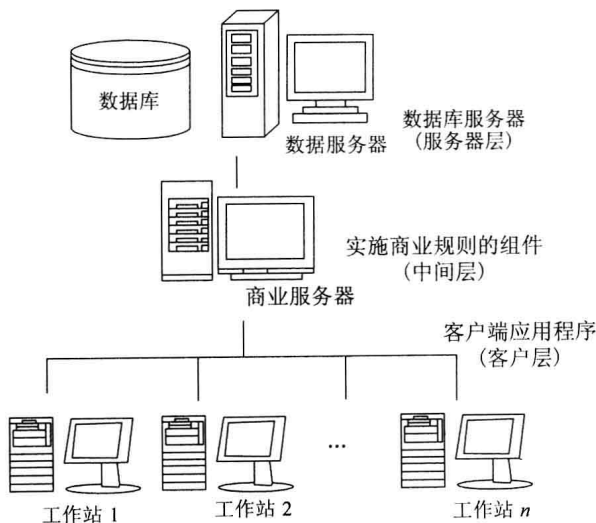 数据库
数据服务器
数据库服务器
(服务器层)
实施商业规则的组件
(中间层)
商业服务器
客户端应用程序
(客户层)
...
工作站 1
工作站 2
工作站 n